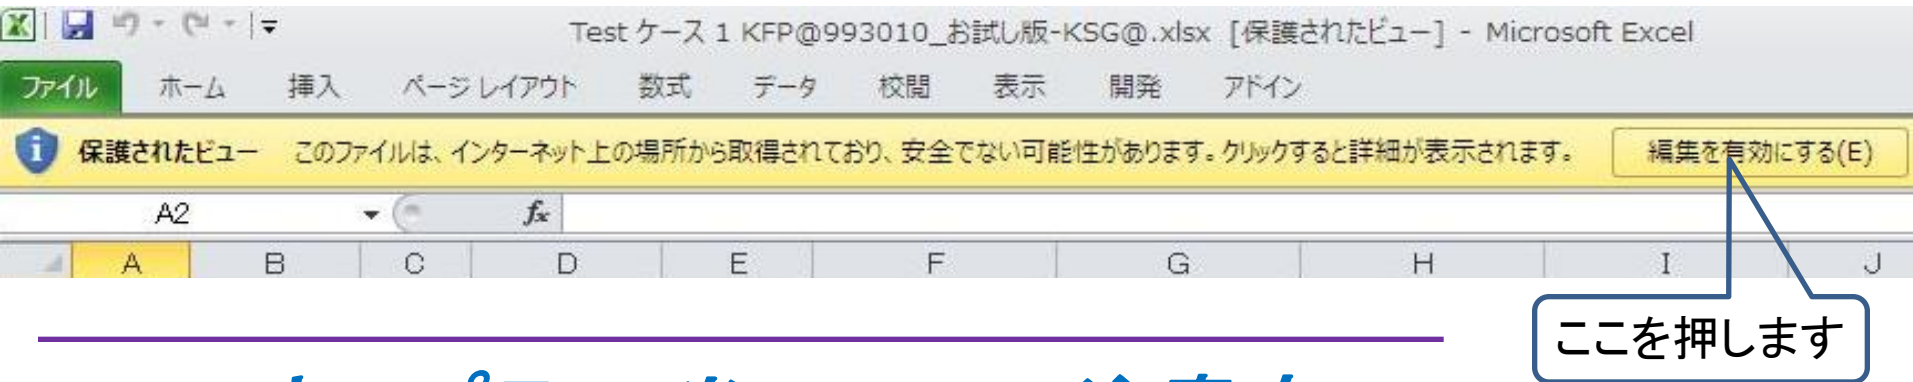 Test ケース 1 KFP@993010_お試し版-KSG@.xlsx [保護されたビュー] - Microsoft Excel
ファイル ホーム 挿入 ページ レイアウト 数式 データ 校閲 表示 開発 アドイン
保護されたビュー このファイルは、インターネット上の場所から取得されており、安全でない可能性があります。クリックすると詳細が表示されます。 編集を有効にする(E)
A2 fx
A B C D E F G H I J
ここを押します